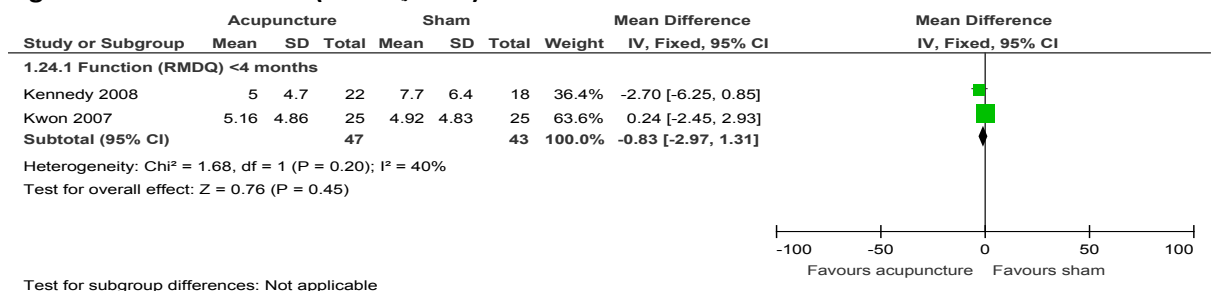 Acupuncture Sham Mean Difference Mean Difference
Study or Subgroup Mean SD Total Mean SD Total Weight IV, Fixed, 95% CI IV, Fixed, 95% CI
1.24.1 Function (RMDQ) <4 months
Kennedy 2008 5 4.7 22 7.7 6.4 18 36.4% -2.70 [-6.25, 0.85]
Kwon 2007 5.16 4.86 25 4.92 4.83 25 63.6% 0.24 [-2.45, 2.93]
Subtotal (95% CI) 47 43 100.0% -0.83 [-2.97, 1.31]
Heterogeneity: Chi² = 1.68, df = 1 (P = 0.20); I² = 40%
Test for overall effect: Z = 0.76 (P = 0.45)
-100 -50 0 50 100
Favours acupuncture Favours sham
Test for subgroup differences: Not applicable